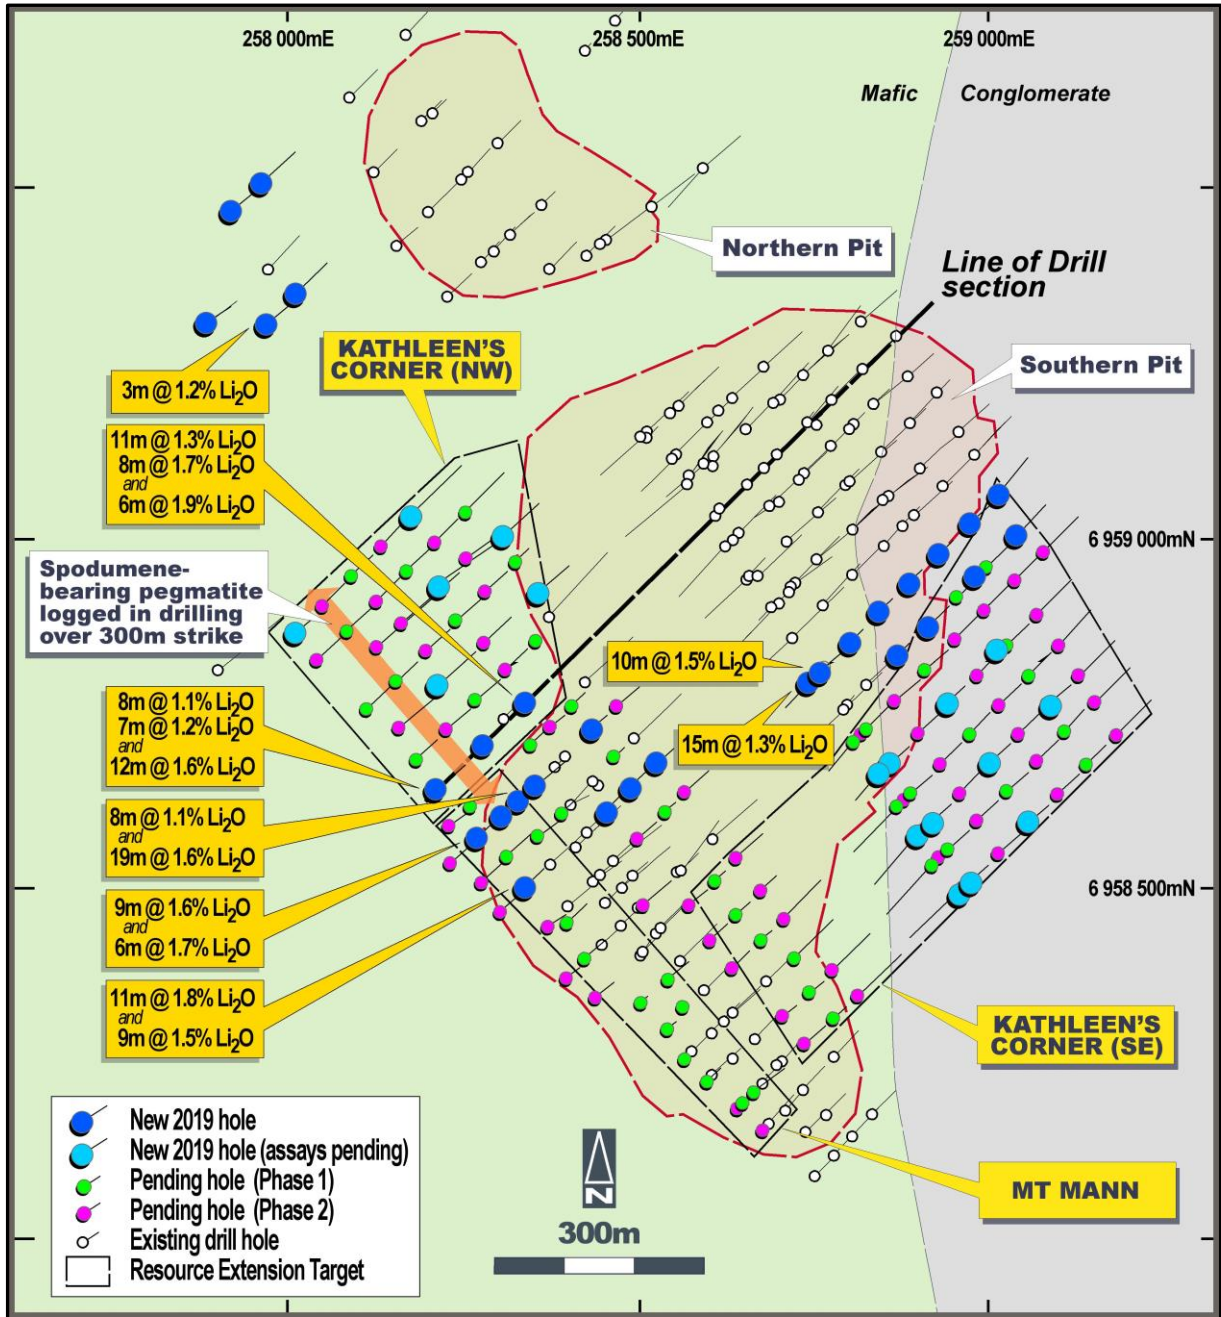 258 000mE
258 500mE
259 000mE
Mafic
Conglomerate
Northern Pit
Line of Drill
section
KATHLEEN'S
CORNER (NW)
Southern Pit
3m @ 1.2% Li₂O
11m @ 1.3% Li₂O
8m @ 1.7% Li₂O
and
6m @ 1.9% Li₂O
6 959 000mN
Spodumene-
bearing pegmatite
logged in drilling
over 300m strike
10m @ 1.5% Li₂O
15m @ 1.3% Li₂O
8m @ 1.1% Li₂O
7m @ 1.2% Li₂O
and
12m @ 1.6% Li₂O
8m @ 1.1% Li₂O
and
19m @ 1.6% Li₂O
6 958 500mN
9m @ 1.6% Li₂O
and
6m @ 1.7% Li₂O
11m @ 1.8% Li₂O
and
9m @ 1.5% Li₂O
KATHLEEN'S
CORNER (SE)
MT MANN
New 2019 hole
New 2019 hole (assays pending)
Pending hole (Phase 1)
Pending hole (Phase 2)
Existing drill hole
Resource Extension Target
N
300m